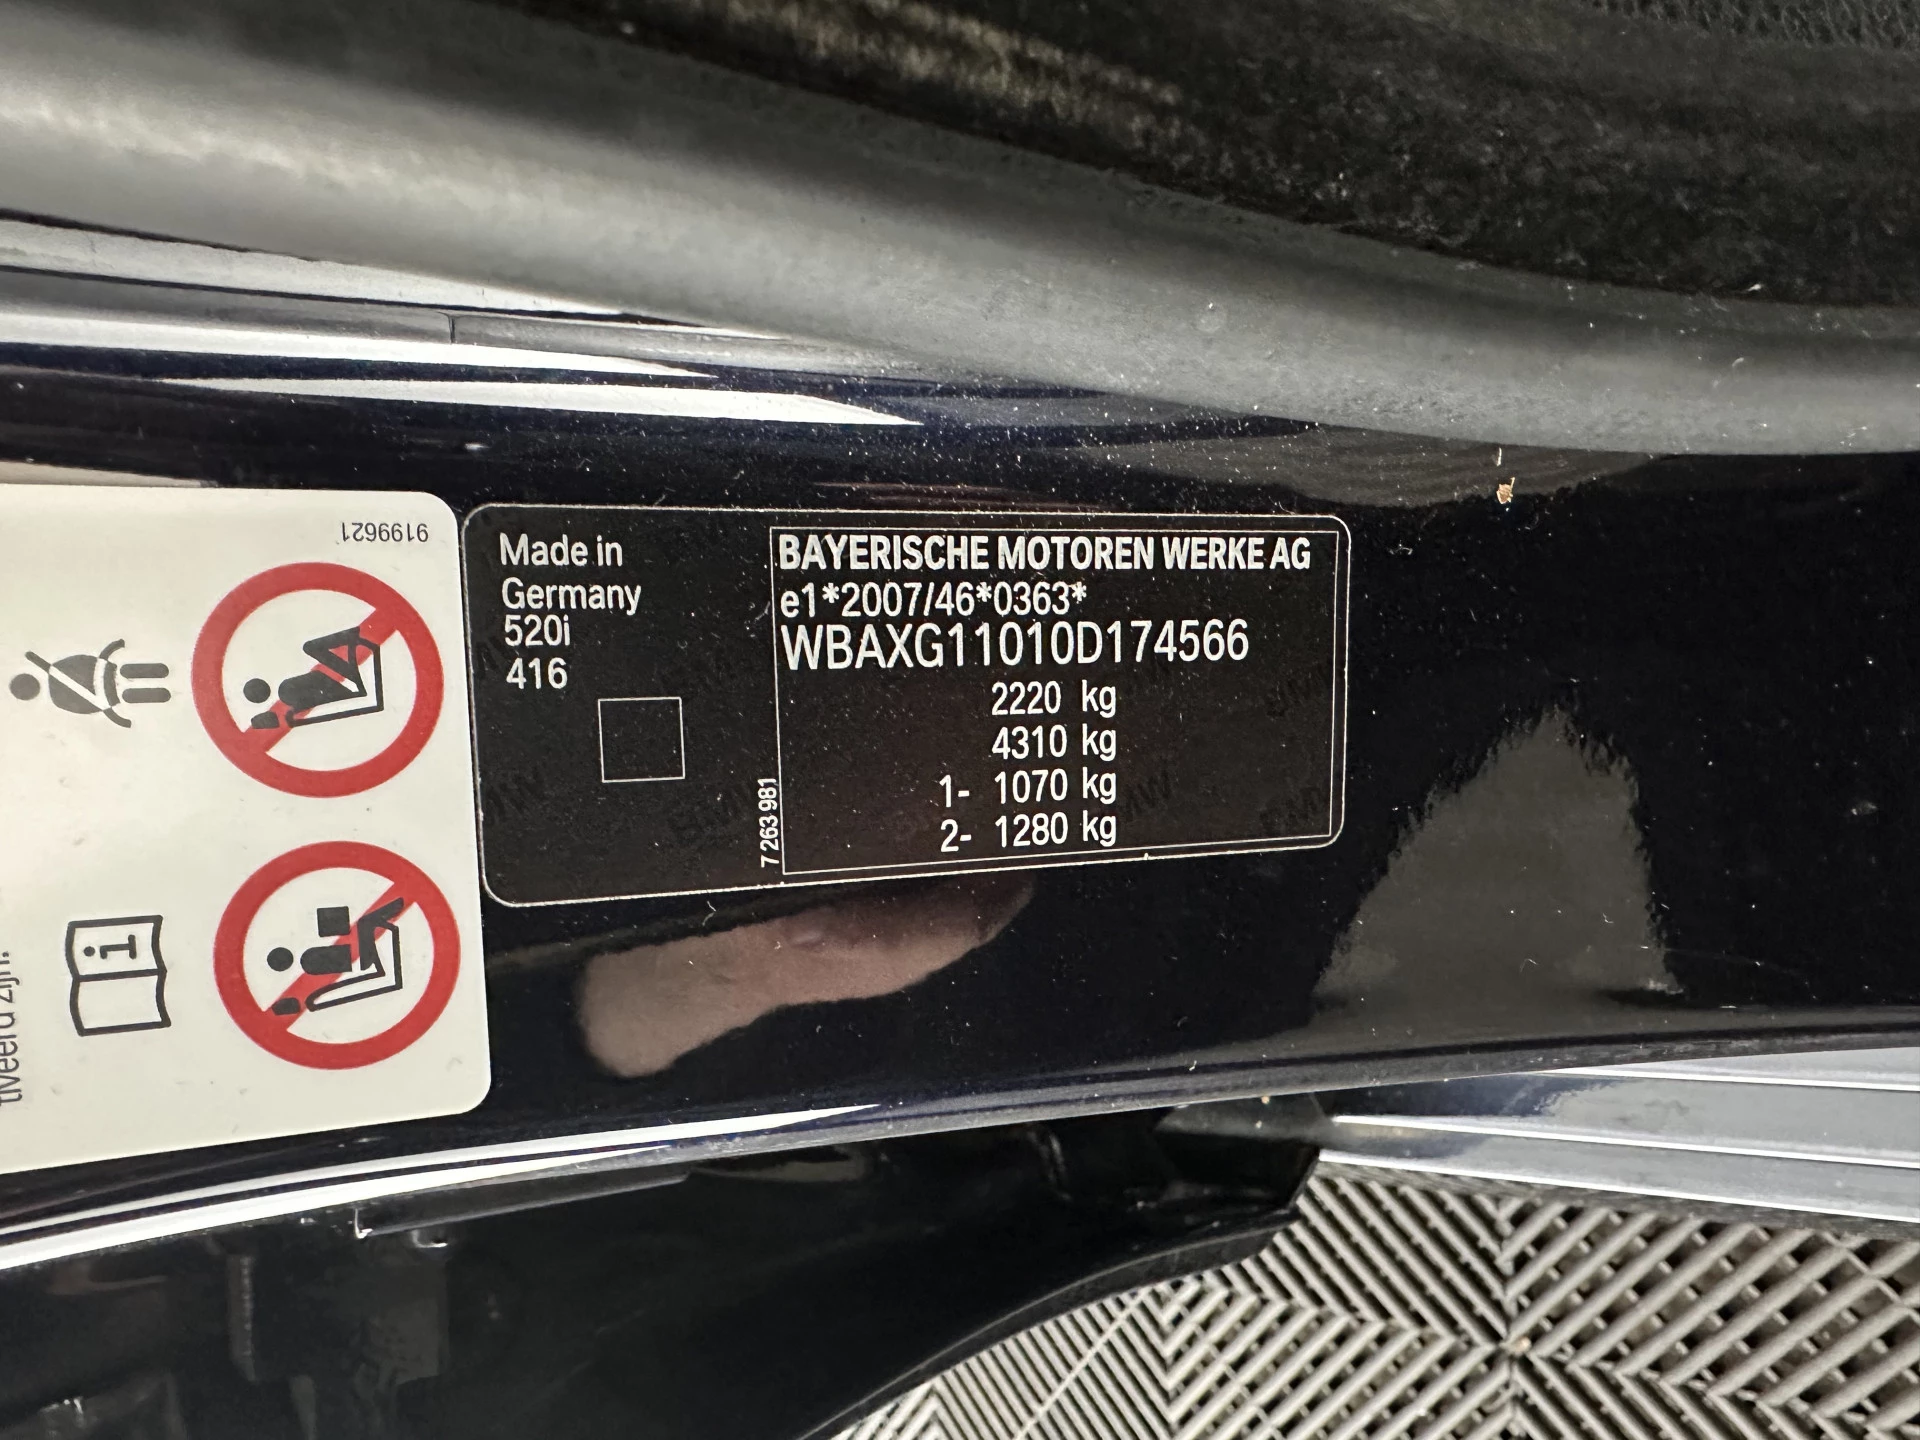 9199621
Made in
Germany
520i
416
7 263 981
BAYERISCHE MOTOREN WERKE AG
e1*2007/46*0363*
WBAXG11010D174566
2220 kg
4310 kg
1- 1070 kg
2- 1280 kg
zijn.